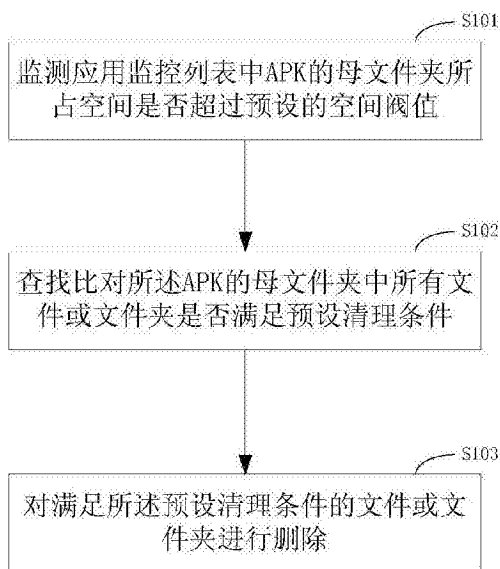 S101
监测应用监控列表中APK的母文件夹所
占空间是否超过预设的空间阀值
S102
查找比对所述APK的母文件夹中所有文
件或文件夹是否满足预设清理条件
S103
对满足所述预设清理条件的文件或文
件夹进行删除